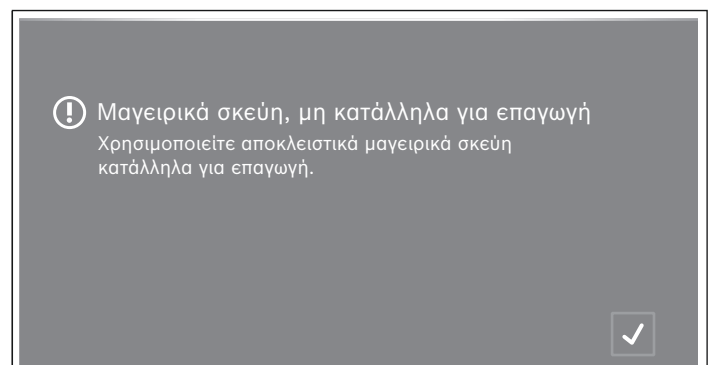 Μαγειρικά σκεύη, μη κατάλληλα για επαγωγή
Χρησιμοποιείτε αποκλειστικά μαγειρικά σκεύη
κατάλληλα για επαγωγή.